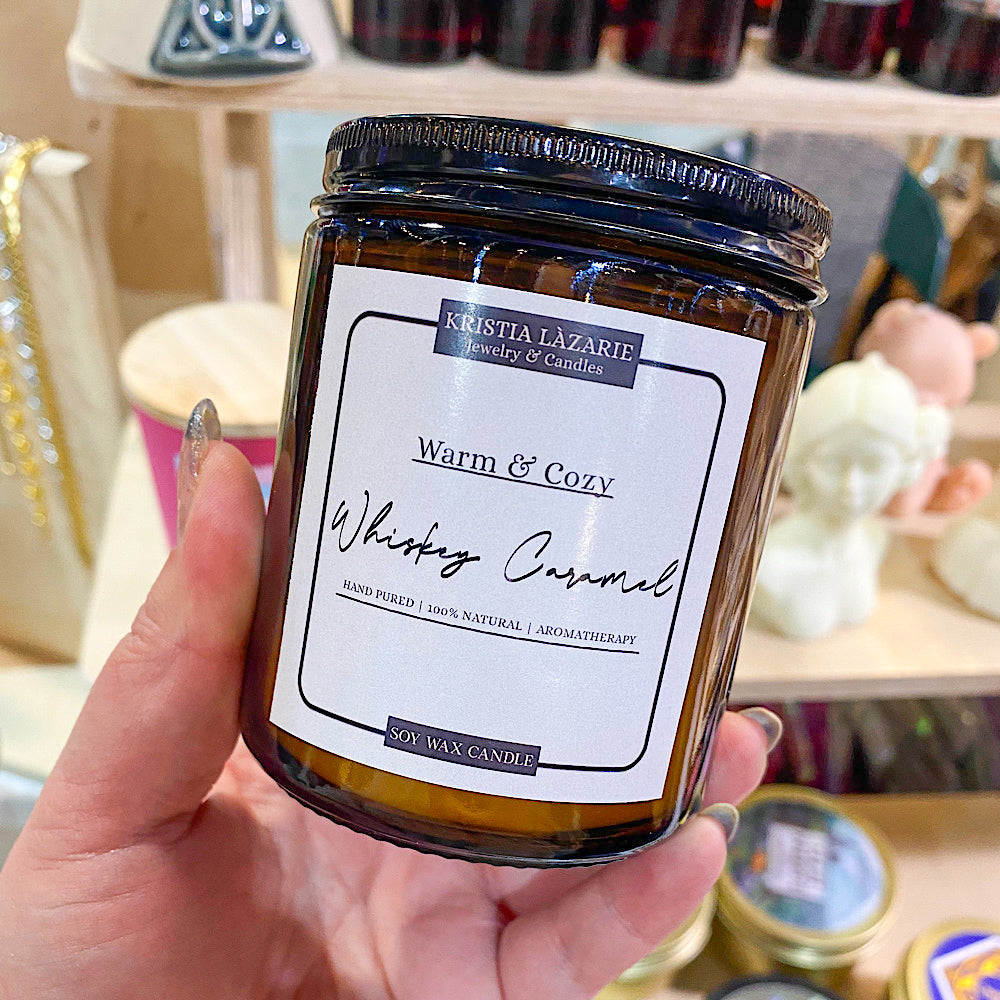 KRISTIA LÀZARIE
Jewelry & Candles
Warm & Cozy
Whiskey Caramel
HAND PURED | 100% NATURAL | AROMATHERAPY
SOY WAX CANDLE